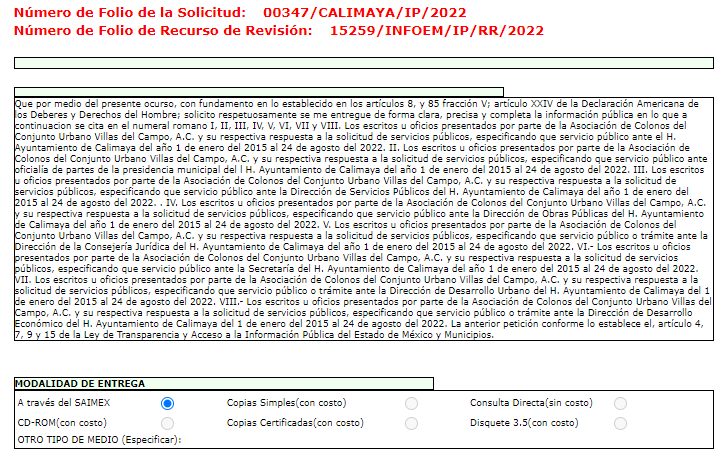 Número de Folio de la Solicitud: 00347/CALIMAYA/IP/2022
Número de Folio de Recurso de Revisión: 15259/INFOEM/IP/RR/2022
Que por medio del presente ocurso, con fundamento en lo establecido en los artículos 8, y 85 fracción V; artículo XXIV de la Declaración Americana de
los Deberes y Derechos del Hombre; solicito respetuosamente se me entregue de forma clara, precisa y completa la información pública en lo que a
continuacion se cita en el numeral romano I, II, III, IV, V, VI, VII y VIII. Los escritos u oficios presentados por parte de la Asociación de Colonos del
Conjunto Urbano Villas del Campo, A.C. y su respectiva respuesta a la solicitud de servicios públicos, especificando que servicio público ante el H.
Ayuntamiento de Calimaya del año 1 de enero del 2015 al 24 de agosto del 2022. II. Los escritos u oficios presentados por parte de la Asociación de
Colonos del Conjunto Urbano Villas del Campo, A.C. y su respectiva respuesta a la solicitud de servicios públicos, especificando que servicio público ante
oficialía de partes de la presidencia municipal del l H. Ayuntamiento de Calimaya del año 1 de enero del 2015 al 24 de agosto del 2022. III. Los escritos
u oficios presentados por parte de la Asociación de Colonos del Conjunto Urbano Villas del Campo, A.C. y su respectiva respuesta a la solicitud de
servicios públicos, especificando que servicio público ante la Dirección de Servicios Públicos del H. Ayuntamiento de Calimaya del año 1 de enero del
2015 al 24 de agosto del 2022. . IV. Los escritos u oficios presentados por parte de la Asociación de Colonos del Conjunto Urbano Villas del Campo, A.C.
y su respectiva respuesta a la solicitud de servicios públicos, especificando que servicio público ante la Dirección de Obras Públicas del H. Ayuntamiento
de Calimaya del año 1 de enero del 2015 al 24 de agosto del 2022. V. Los escritos u oficios presentados por parte de la Asociación de Colonos del
Conjunto Urbano Villas del Campo, A.C. y su respectiva respuesta a la solicitud de servicios públicos, especificando que servicio público o trámite ante la
Dirección de la Consejería Jurídica del H. Ayuntamiento de Calimaya del año 1 de enero del 2015 al 24 de agosto del 2022. VI.- Los escritos u oficios
presentados por parte de la Asociación de Colonos del Conjunto Urbano Villas del Campo, A.C. y su respectiva respuesta a la solicitud de servicios
públicos, especificando que servicio público ante la Secretaría del H. Ayuntamiento de Calimaya del año 1 de enero del 2015 al 24 de agosto del 2022.
VII. Los escritos u oficios presentados por parte de la Asociación de Colonos del Conjunto Urbano Villas del Campo, A.C. y su respectiva respuesta a la
solicitud de servicios públicos, especificando que servicio público o trámite ante la Dirección de Desarrollo Urbano del H. Ayuntamiento de Calimaya del 1
de enero del 2015 al 24 de agosto del 2022. VIII.- Los escritos u oficios presentados por parte de la Asociación de Colonos del Conjunto Urbano Villas del
Campo, A.C. y su respectiva respuesta a la solicitud de servicios públicos, especificando que servicio público o trámite ante la Dirección de Desarrollo
Económico del H. Ayuntamiento de Calimaya del 1 de enero del 2015 al 24 de agosto del 2022. La anterior petición conforme lo establece el, artículo 4,
7, 9 y 15 de la Ley de Transparencia y Acceso a la Información Pública del Estado de México y Municipios.
MODALIDAD DE ENTREGA
A través del SAIMEX Copias Simples(con costo) Consulta Directa(sin costo)
CD-ROM(con costo) Copias Certificadas(con costo) Disquete 3.5(con costo)
OTRO TIPO DE MEDIO (Especificar):